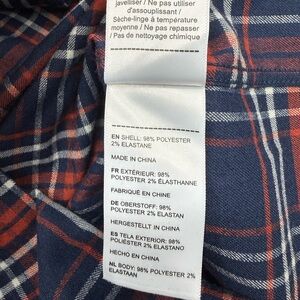 javelliser / Ne pas utiliser
d'assouplissant /
Sèche-linge à température
moyenne / Ne pas repasser
/ Pas de nettoyage chimique
EN SHELL: 98% POLYESTER
2% ELASTANE
MADE IN CHINA
FR EXTÉRIEUR: 98%
POLYESTER 2% ÉLASTHANNE
FABRIQUÉ EN CHINE
DE OBERSTOFF: 98%
POLYESTER 2% ELASTAN
HERGESTELLT IN CHINA
ES TELA EXTERIOR: 98%
POLIÉSTER 2% ELASTANO
HECHO EN CHINA
NL BODY: 98% POLYESTER 2%
ELASTAAN